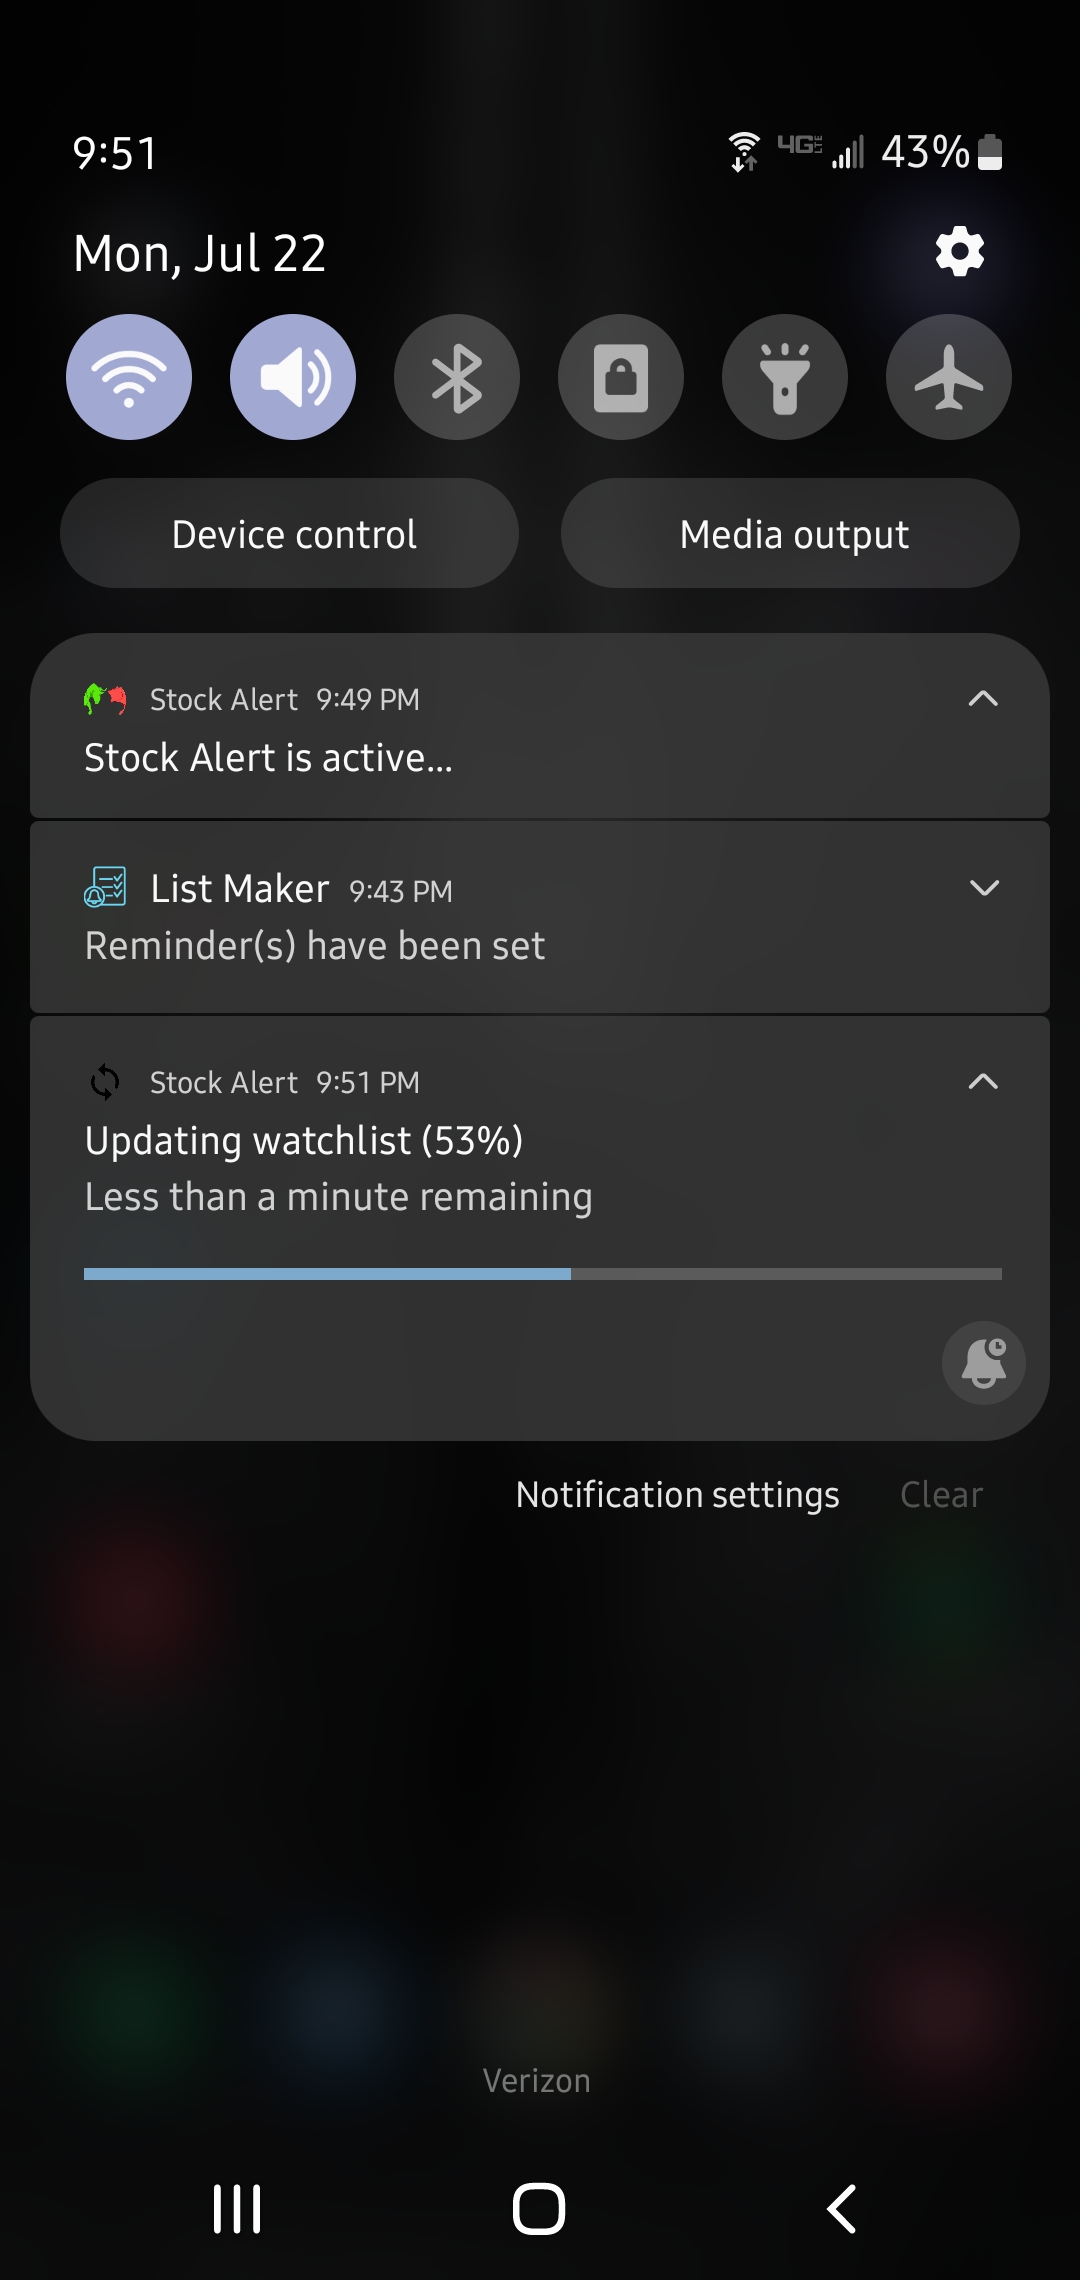 9:51
4G LTE 43%
Mon, Jul 22
Device control
Media output
Stock Alert 9:49 PM
Stock Alert is active...
List Maker 9:43 PM
Reminder(s) have been set
Stock Alert 9:51 PM
Updating watchlist (53%)
Less than a minute remaining
Notification settings
Clear
Verizon